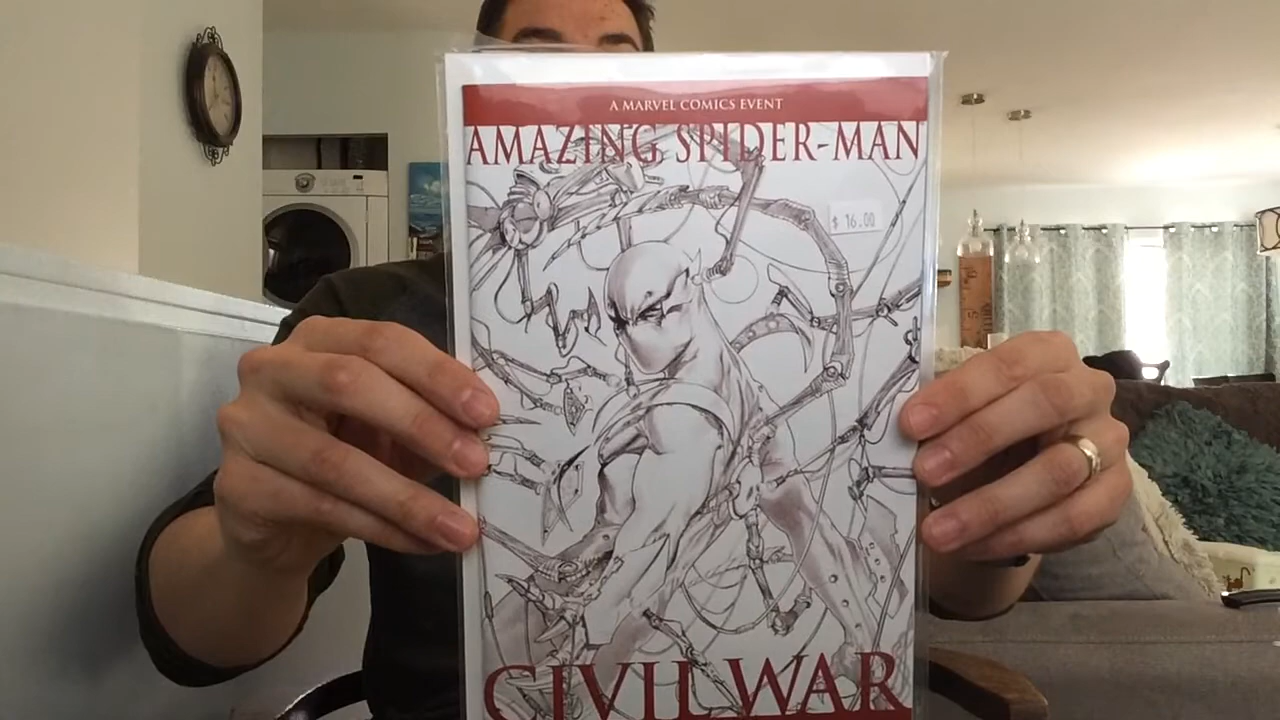 A MARVEL COMICS EVENT
AMAZING SPIDER-MAN
$ 16.00
CIVIL WAR